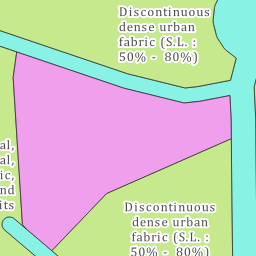 Discontinuous
dense urban
fabric (S.L. :
50% - 80%)
al,
al,
ic,
nd
its
Discontinuous
dense urban
fabric (S.L. :
50% - 80%)